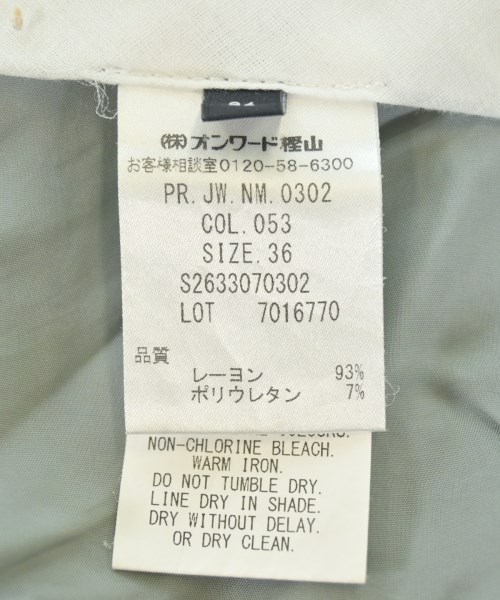 (株)オンワード樫山
お客様相談室0120-58-6300
PR. JW. NM. 0302
COL. 053
SIZE. 36
S2633070302
LOT 7016770
品質
レーヨン 93%
ポリウレタン 7%
NON-CHLORINE BLEACH.
WARM IRON.
DO NOT TUMBLE DRY.
LINE DRY IN SHADE.
DRY WITHOUT DELAY.
OR DRY CLEAN.